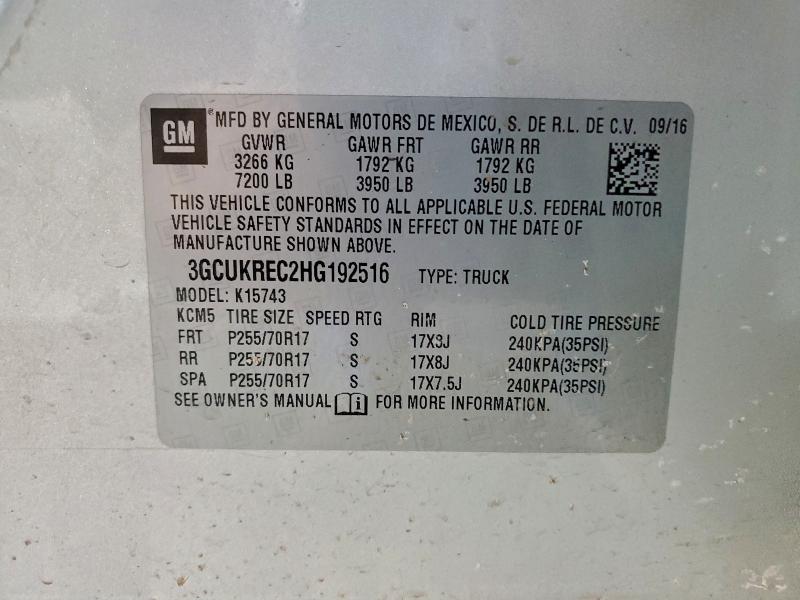 GM ® MFD BY GENERAL MOTORS DE MEXICO, S. DE R.L. DE C.V. 09/16
GVWR GAWR FRT GAWR RR
3266 KG 1792 KG 1792 KG
7200 LB 3950 LB 3950 LB
THIS VEHICLE CONFORMS TO ALL APPLICABLE U.S. FEDERAL MOTOR
VEHICLE SAFETY STANDARDS IN EFFECT ON THE DATE OF
MANUFACTURE SHOWN ABOVE.
3GCUKREC2HG192516 TYPE: TRUCK
MODEL: K15743
KCM5 TIRE SIZE SPEED RTG RIM COLD TIRE PRESSURE
FRT P255/70R17 S 17X8J 240KPA(35PSI)
RR P255/70R17 S 17X8J 240KPA(35PSI)
SPA P255/70R17 S 17X7.5J 240KPA(35PSI)
SEE OWNER'S MANUAL i FOR MORE INFORMATION.